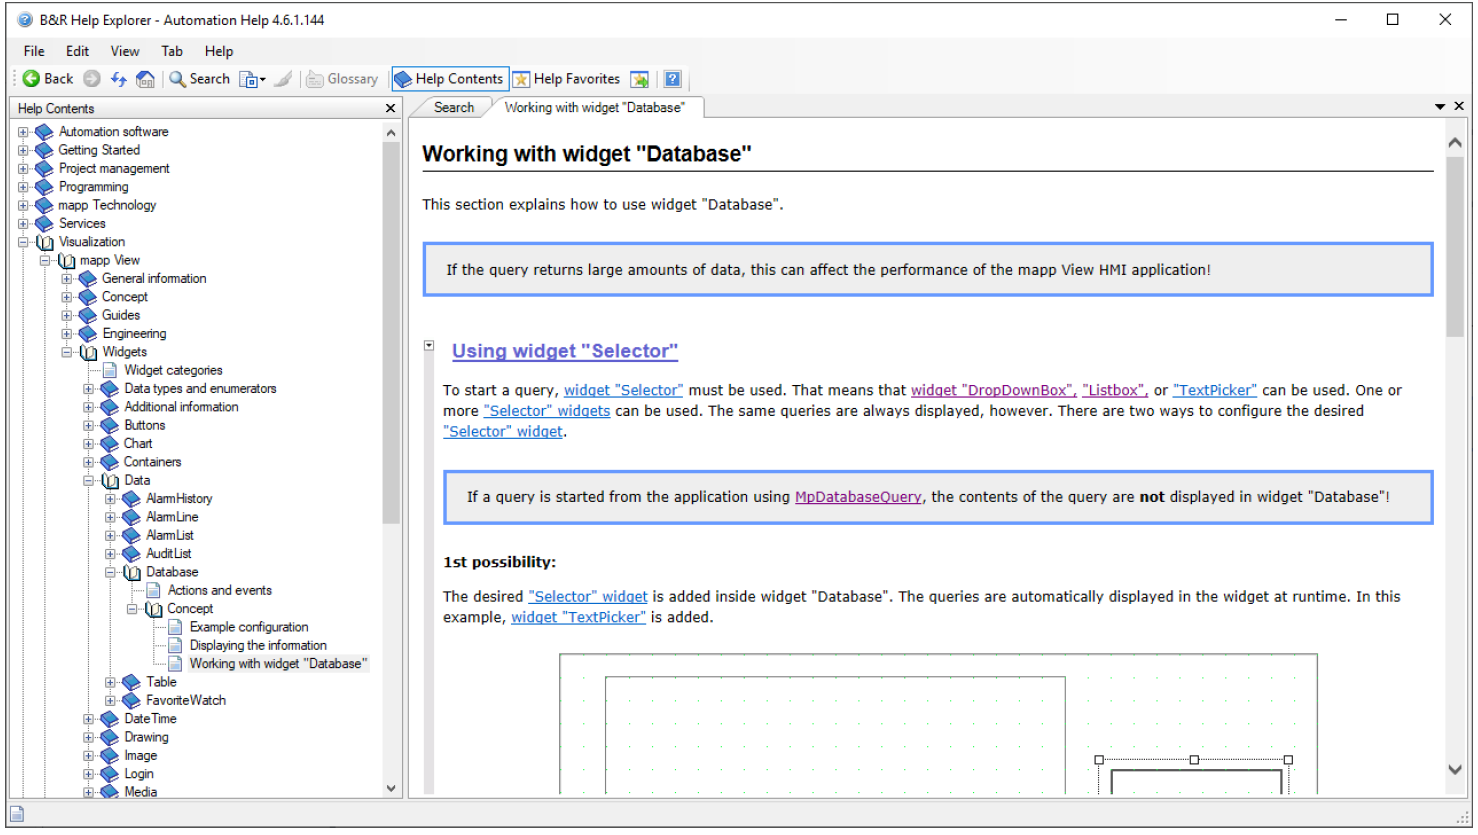 B&R Help Explorer - Automation Help 4.6.1.144
File Edit View Tab Help
Back Search Glossary Help Contents Help Favorites
Help Contents
Automation software
Getting Started
Project management
Programming
mapp Technology
Services
Visualization
mapp View
General information
Concept
Guides
Engineering
Widgets
Widget categories
Data types and enumerators
Additional information
Buttons
Chart
Containers
Data
AlarmHistory
AlarmLine
AlarmList
AuditList
Database
Actions and events
Concept
Example configuration
Displaying the information
Working with widget "Database"
Table
FavoriteWatch
DateTime
Drawing
Image
Login
Media
Search Working with widget "Database"
Working with widget "Database"
This section explains how to use widget "Database".
If the query returns large amounts of data, this can affect the performance of the mapp View HMI application!
Using widget "Selector"
To start a query, widget "Selector" must be used. That means that widget "DropDownBox", "Listbox", or "TextPicker" can be used. One or
more "Selector" widgets can be used. The same queries are always displayed, however. There are two ways to configure the desired
"Selector" widget.
If a query is started from the application using MpDatabaseQuery, the contents of the query are not displayed in widget "Database"!
1st possibility:
The desired "Selector" widget is added inside widget "Database". The queries are automatically displayed in the widget at runtime. In this
example, widget "TextPicker" is added.